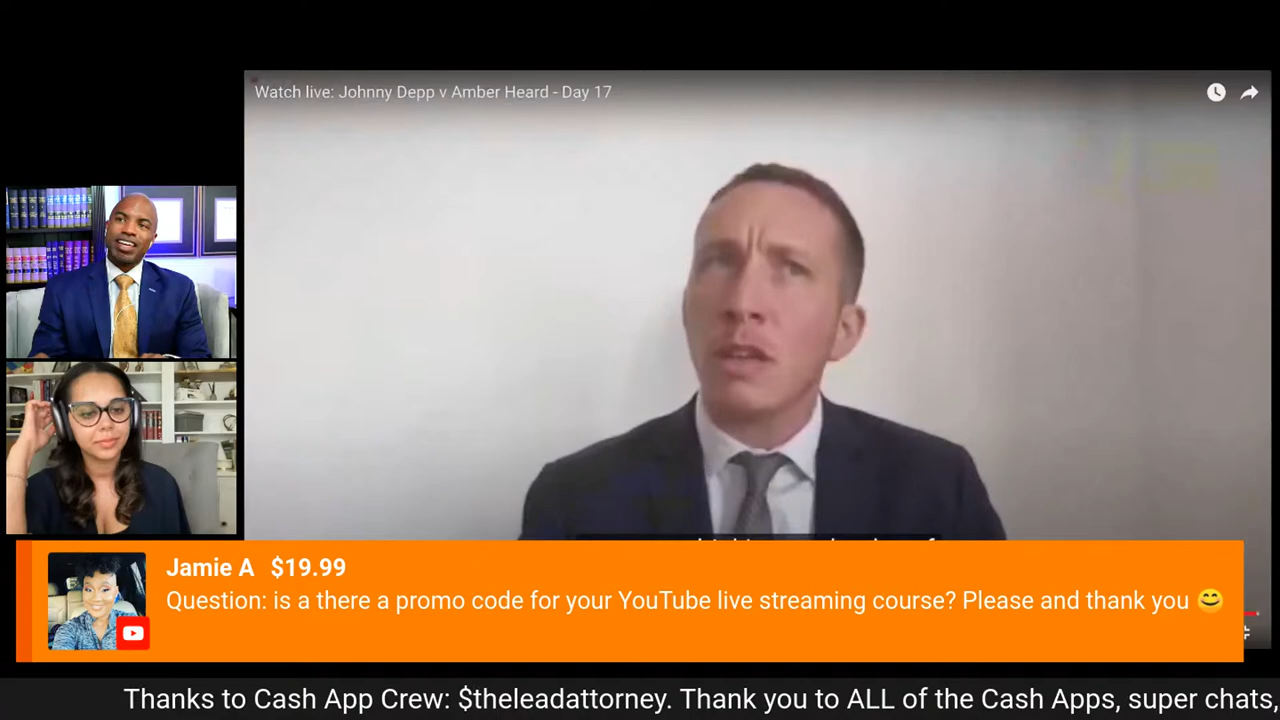 Watch live: Johnny Depp v Amber Heard - Day 17
Jamie A $19.99
Question: is a there a promo code for your YouTube live streaming course? Please and thank you 😊
Thanks to Cash App Crew: $theleadattorney. Thank you to ALL of the Cash Apps, super chats,